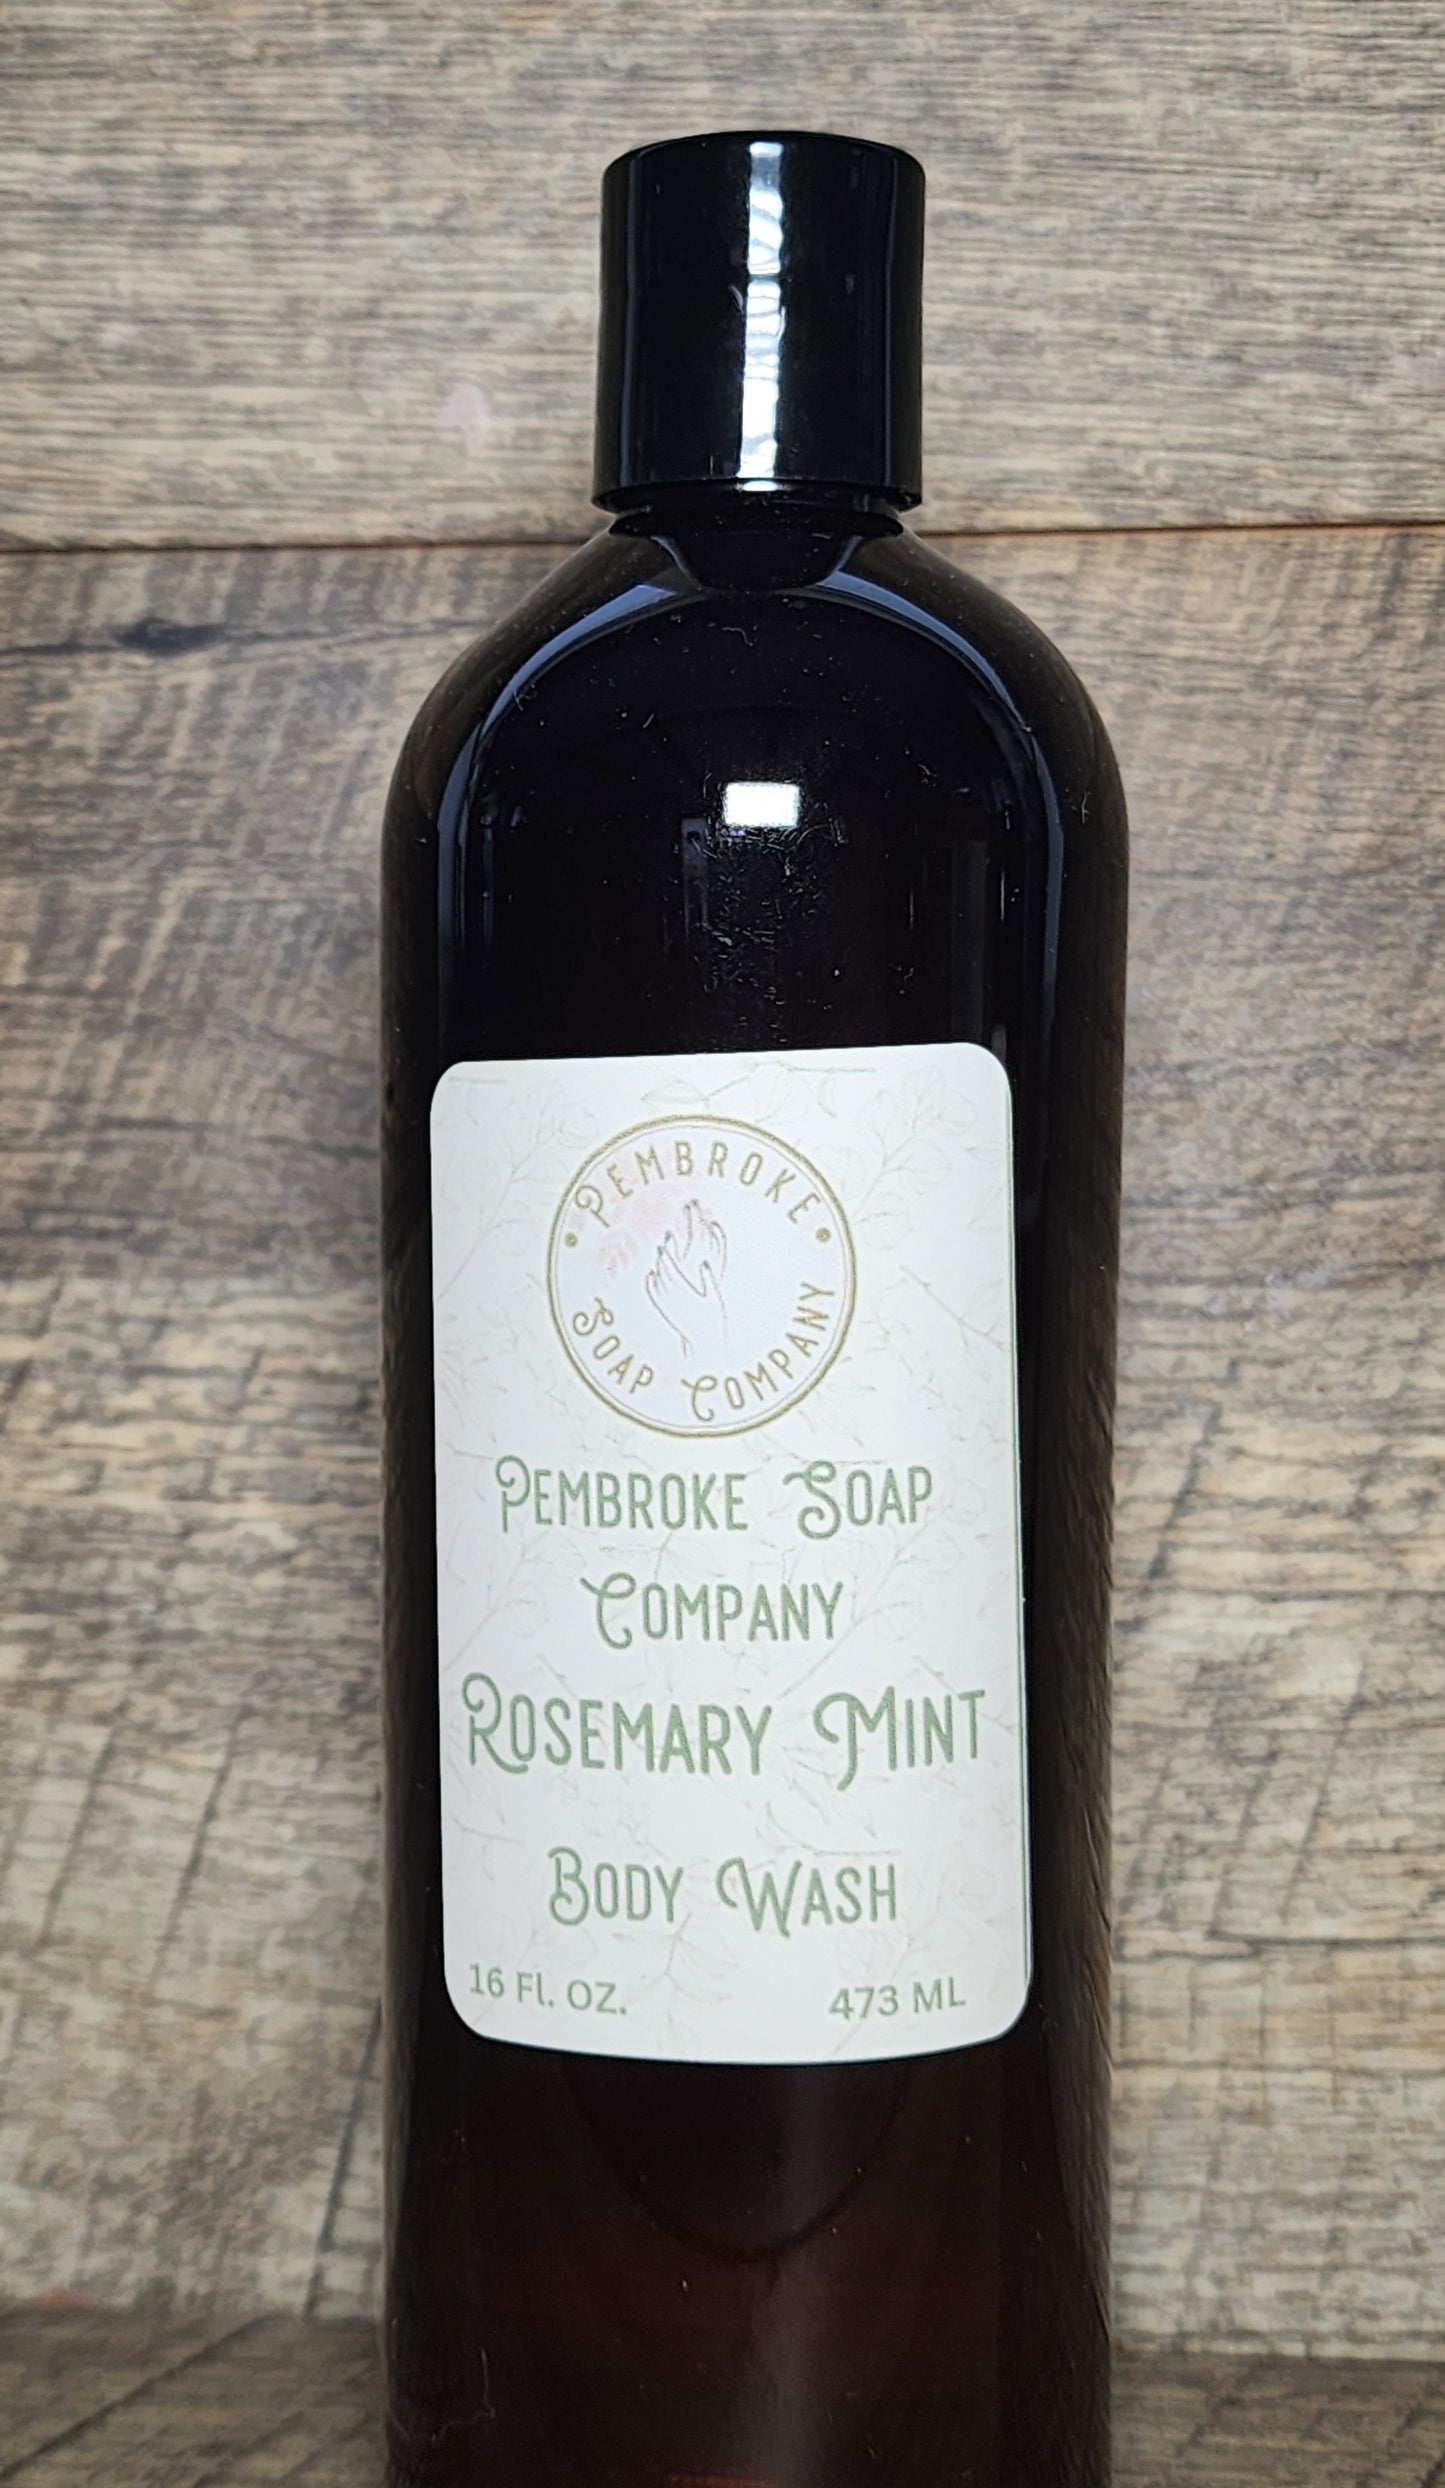 PEMBROKE
SOAP COMPANY
PEMBROKE SOAP
COMPANY
ROSEMARY MINT
BODY WASH
16 Fl. OZ. 473 ML